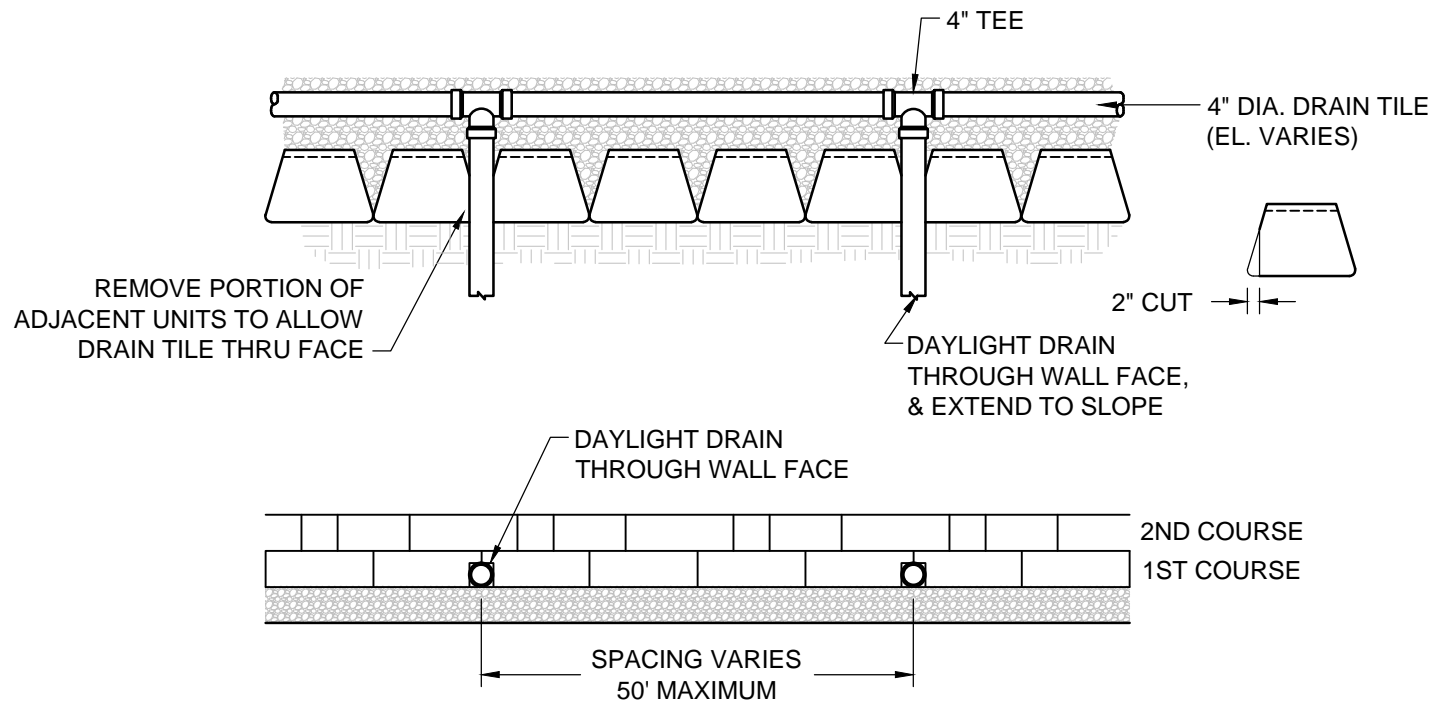 4" TEE
4" DIA. DRAIN TILE
(EL. VARIES)
REMOVE PORTION OF
ADJACENT UNITS TO ALLOW
DRAIN TILE THRU FACE
2" CUT
DAYLIGHT DRAIN
THROUGH WALL FACE,
& EXTEND TO SLOPE
DAYLIGHT DRAIN
THROUGH WALL FACE
2ND COURSE
1ST COURSE
SPACING VARIES
50' MAXIMUM